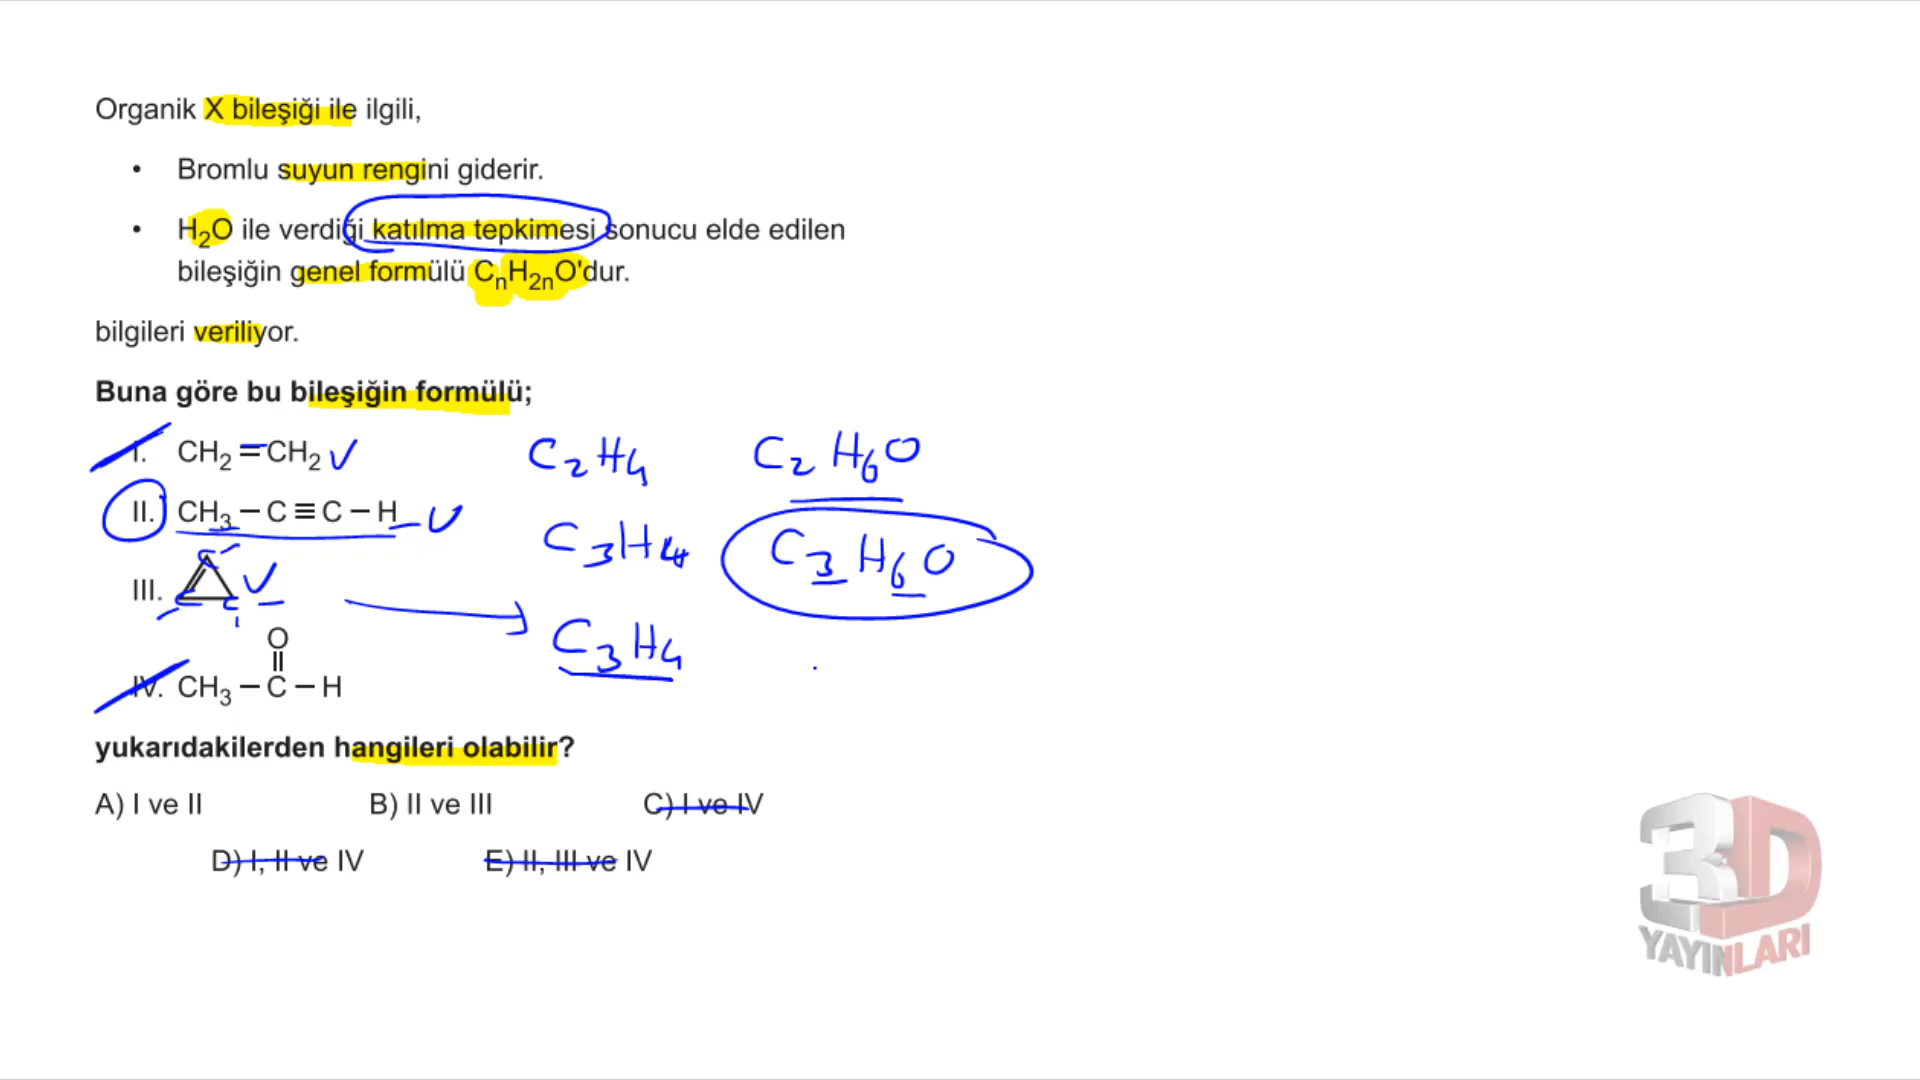 Organik X bileşiği ile ilgili,
• Bromlu suyun rengini giderir.
• H₂O ile verdiği katılma tepkimesi sonucu elde edilen
bileşiğin genel formülü CₙH₂ₙO'dur.
bilgileri veriliyor.
Buna göre bu bileşiğin formülü;
I. CH₂=CH₂ C₂H₄ C₂H₆O
II. CH₃−C≡C−H C₃H₄ C₃H₆O
III. C₃H₄
O
IV. CH₃−C−H
yukarıdakilerden hangileri olabilir?
A) I ve II B) II ve III C) I ve IV
D) I, II ve IV E) II, III ve IV
3D
YAYINLARI